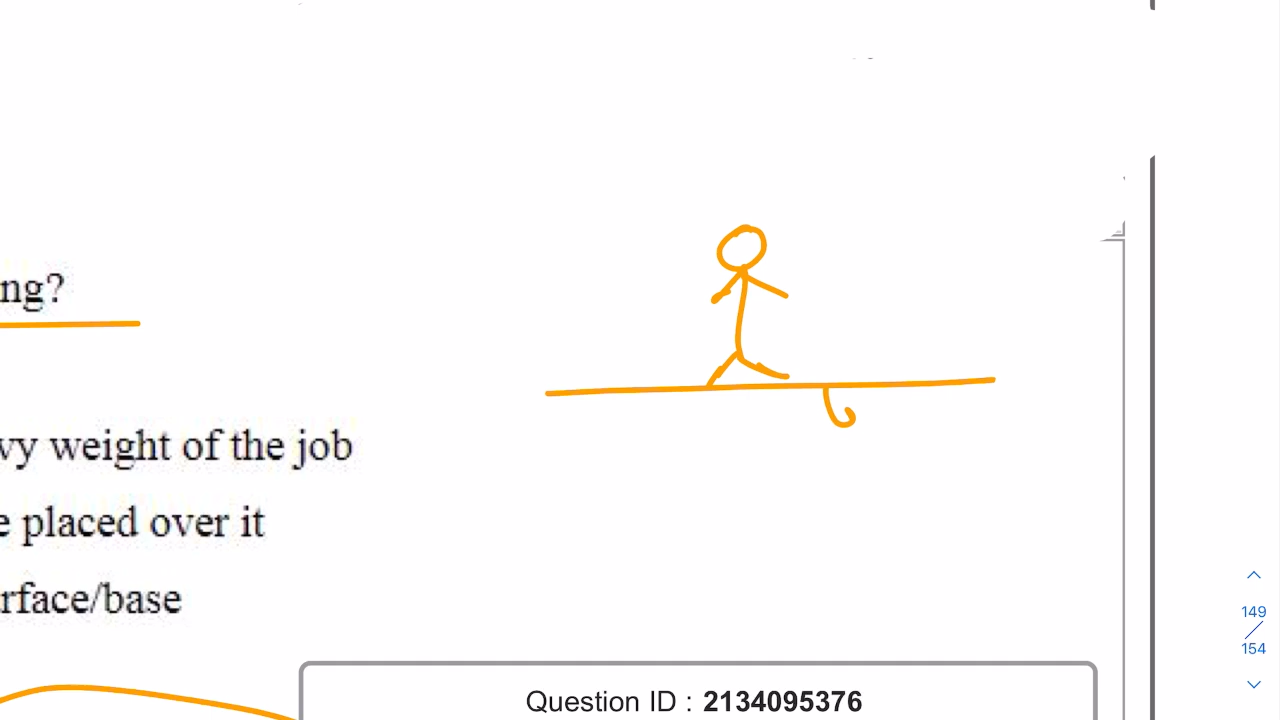 ng?
vy weight of the job
e placed over it
rface/base
149
154
Question ID : 2134095376